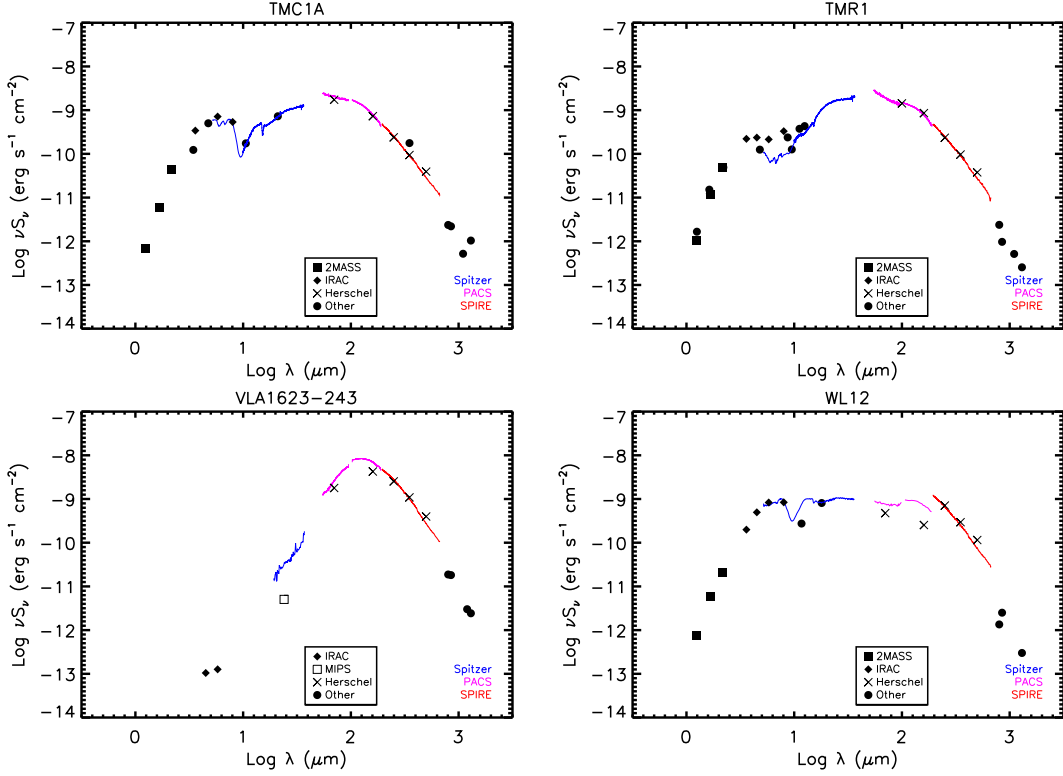 TMC1A
−7
−8
−9
−10
−11
−12
−13
−14
Log νSν (erg s−1 cm−2)
2MASS
IRAC
Herschel
Other
Spitzer
PACS
SPIRE
0 1 2 3
Log λ (μm)
TMR1
−7
−8
−9
−10
−11
−12
−13
−14
Log νSν (erg s−1 cm−2)
2MASS
IRAC
Herschel
Other
Spitzer
PACS
SPIRE
0 1 2 3
Log λ (μm)
VLA1623−243
−7
−8
−9
−10
−11
−12
−13
−14
Log νSν (erg s−1 cm−2)
IRAC
MIPS
Herschel
Other
Spitzer
PACS
SPIRE
0 1 2 3
Log λ (μm)
WL12
−7
−8
−9
−10
−11
−12
−13
−14
Log νSν (erg s−1 cm−2)
2MASS
IRAC
Herschel
Other
Spitzer
PACS
SPIRE
0 1 2 3
Log λ (μm)